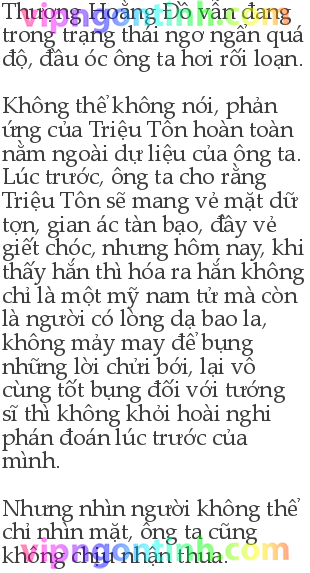 Thượng Hoằng Đồ vẫn đang
trong trạng thái ngơ ngẩn quá
độ, đầu óc ông ta hơi rối loạn.
Không thể không nói, phản
ứng của Triệu Tôn hoàn toàn
nằm ngoài dự liệu của ông ta.
Lúc trước, ông ta cho rằng
Triệu Tôn sẽ mang vẻ mặt dữ
tợn, gian ác tàn bạo, đầy vẻ
giết chóc, nhưng hôm nay, khi
thấy hắn thì hóa ra hắn không
chỉ là một mỹ nam tử mà còn
là người có lòng dạ bao la,
không mảy may để bụng
những lời chửi bới, lại vô
cùng tốt bụng đối với tướng
sĩ thì không khỏi hoài nghi
phán đoán lúc trước của
mình.
Nhưng nhìn người không thể
chỉ nhìn mặt, ông ta cũng
không chịu nhận thua.
vipngontinh.com
vipngontinh.com